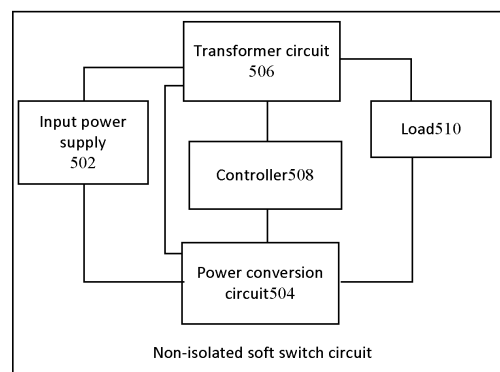 Transformer circuit
506
Input power
supply
502
Load510
Controller508
Power conversion
circuit504
Non-isolated soft switch circuit